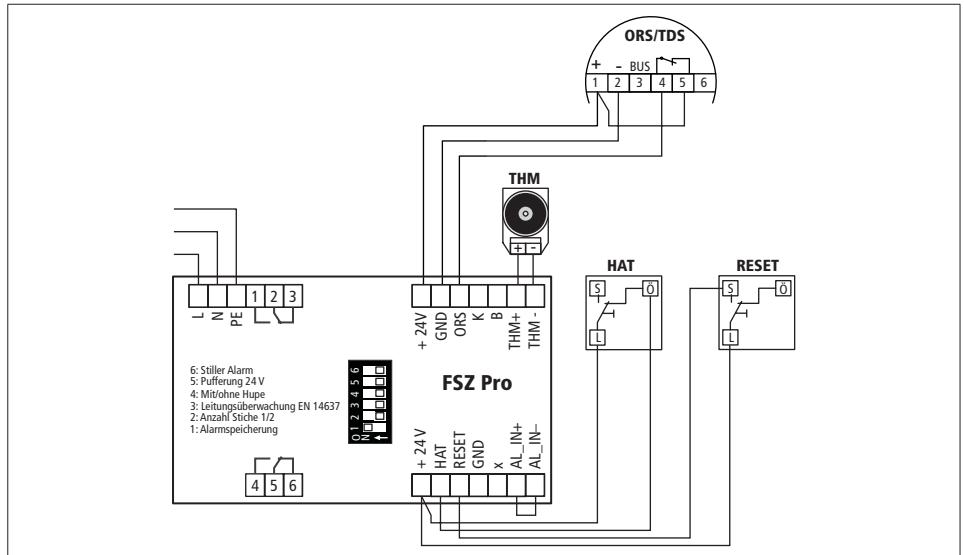 ORS/TDS
+ - BUS
1 2 3 4 5 6
THM
+ -
HAT
S Ö
L
RESET
S Ö
L
L
N
PE
1 2 3
+ 24V
GND
ORS
K
B
THM+
THM -
6: Stiller Alarm
5: Pufferung 24 V
4: Mit/ohne Hupe
3: Leitungsüberwachung EN 14637
2: Anzahl Stiche 1/2
1: Alarmspeicherung
ON
1 2 3 4 5 6
FSZ Pro
4 5 6
+ 24 V
HAT
RESET
GND
x
AL_IN+
AL_IN–